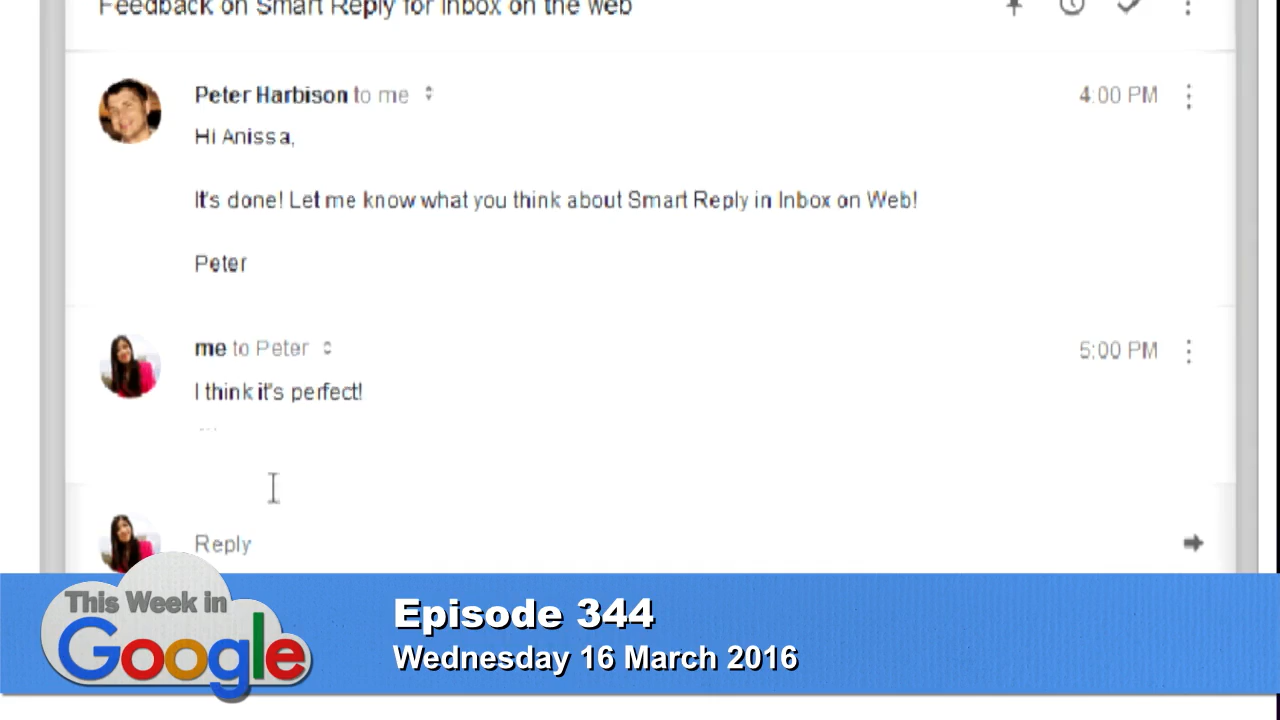 Feedback on Smart Reply for Inbox on the web
Peter Harbison to me
4:00 PM
Hi Anissa,
It's done! Let me know what you think about Smart Reply in Inbox on Web!
Peter
me to Peter
5:00 PM
I think it's perfect!
...
Reply
This Week in
Google
Episode 344
Wednesday 16 March 2016